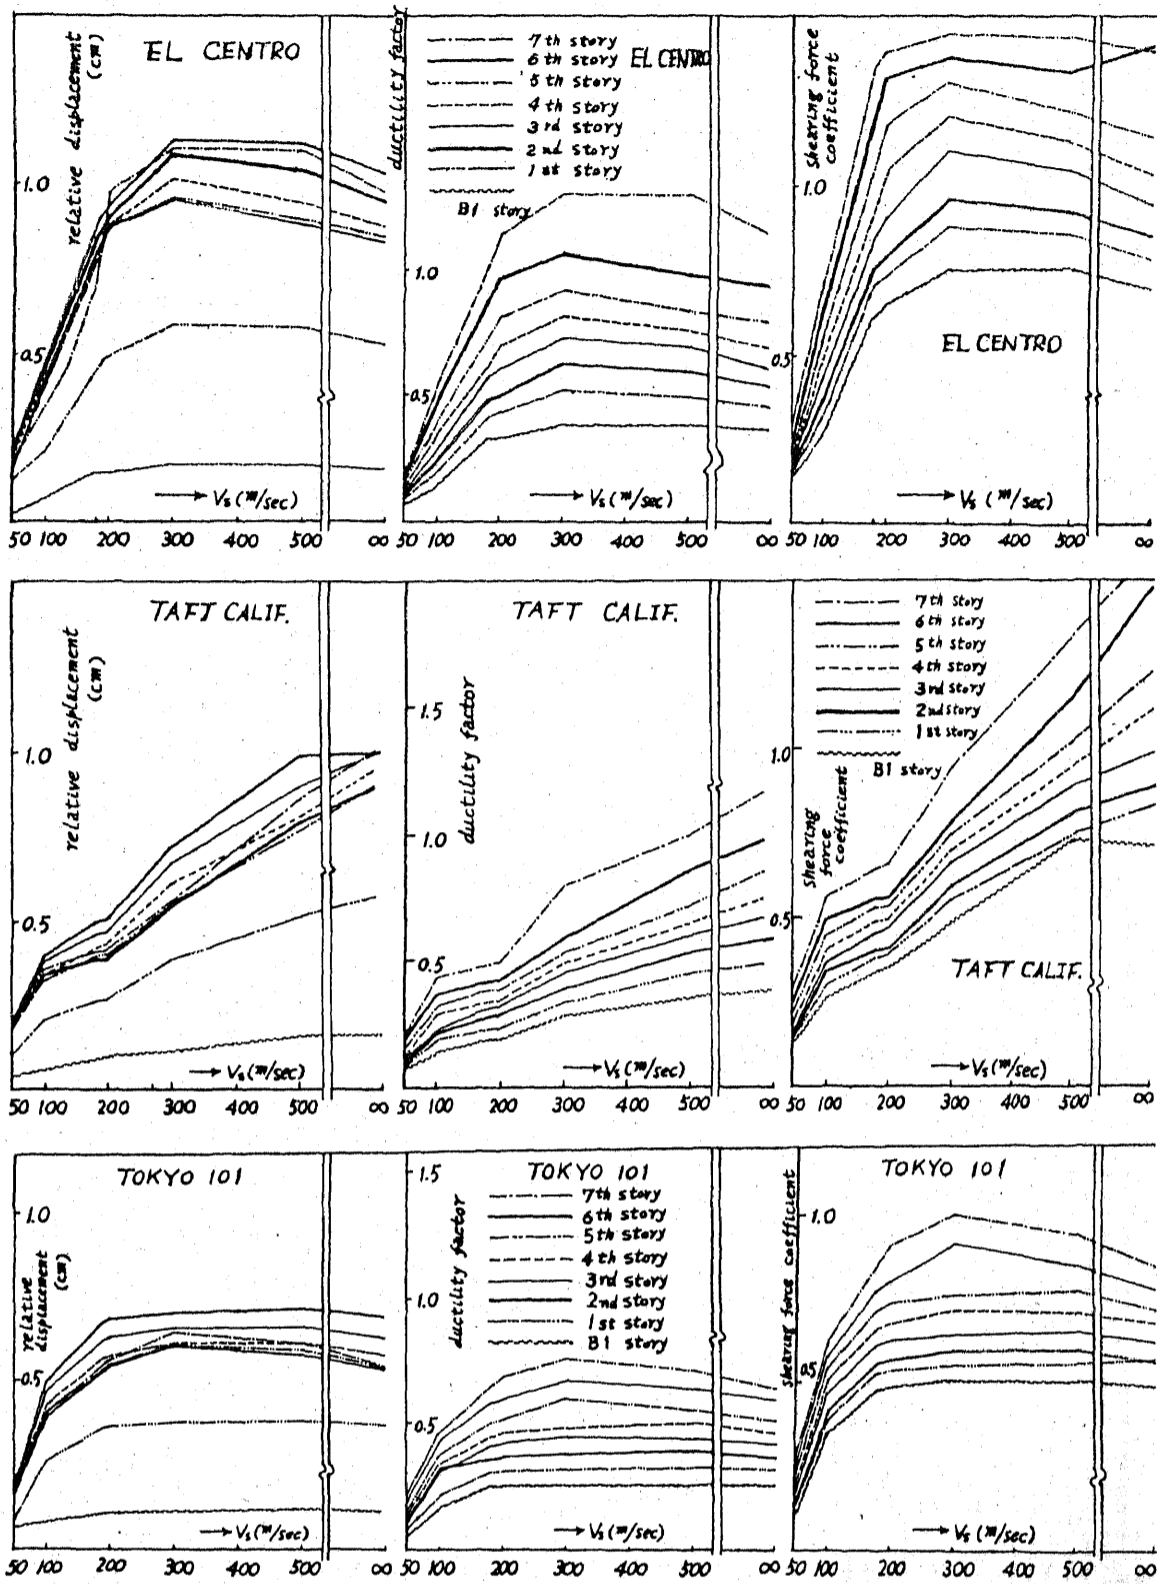 EL CENTRO
relative displacement
(cm)
1.0
0.5
→ Vs (m/sec)
50 100 200 300 400 500 ∞
ductility factor
7th story
6th story
5th story
4th story
3rd story
2nd story
1st story
B1 story
EL CENTRO
1.0
0.5
→ Vs (m/sec)
50 100 200 300 400 500 ∞
shearing force
coefficient
1.0
0.5
EL CENTRO
→ Vs (m/sec)
50 100 200 300 400 500 ∞
TAFT CALIF.
relative displacement
(cm)
1.0
0.5
→ Vs (m/sec)
50 100 200 300 400 500 ∞
TAFT CALIF.
ductility factor
1.5
1.0
0.5
→ Vs (m/sec)
50 100 200 300 400 500 ∞
7th story
6th story
5th story
4th story
3rd story
2nd story
1st story
B1 story
shearing
force
coefficient
1.0
0.5
TAFT CALIF.
→ Vs (m/sec)
50 100 200 300 400 500 ∞
TOKYO 101
relative
displacement
(cm)
1.0
0.5
→ Vs (m/sec)
50 100 200 300 400 500 ∞
TOKYO 101
ductility factor
7th story
6th story
5th story
4th story
3rd story
2nd story
1st story
B1 story
1.5
1.0
0.5
→ Vs (m/sec)
50 100 200 300 400 500 ∞
TOKYO 101
shearing force coefficient
1.0
0.5
→ Vs (m/sec)
50 100 200 300 400 500 ∞